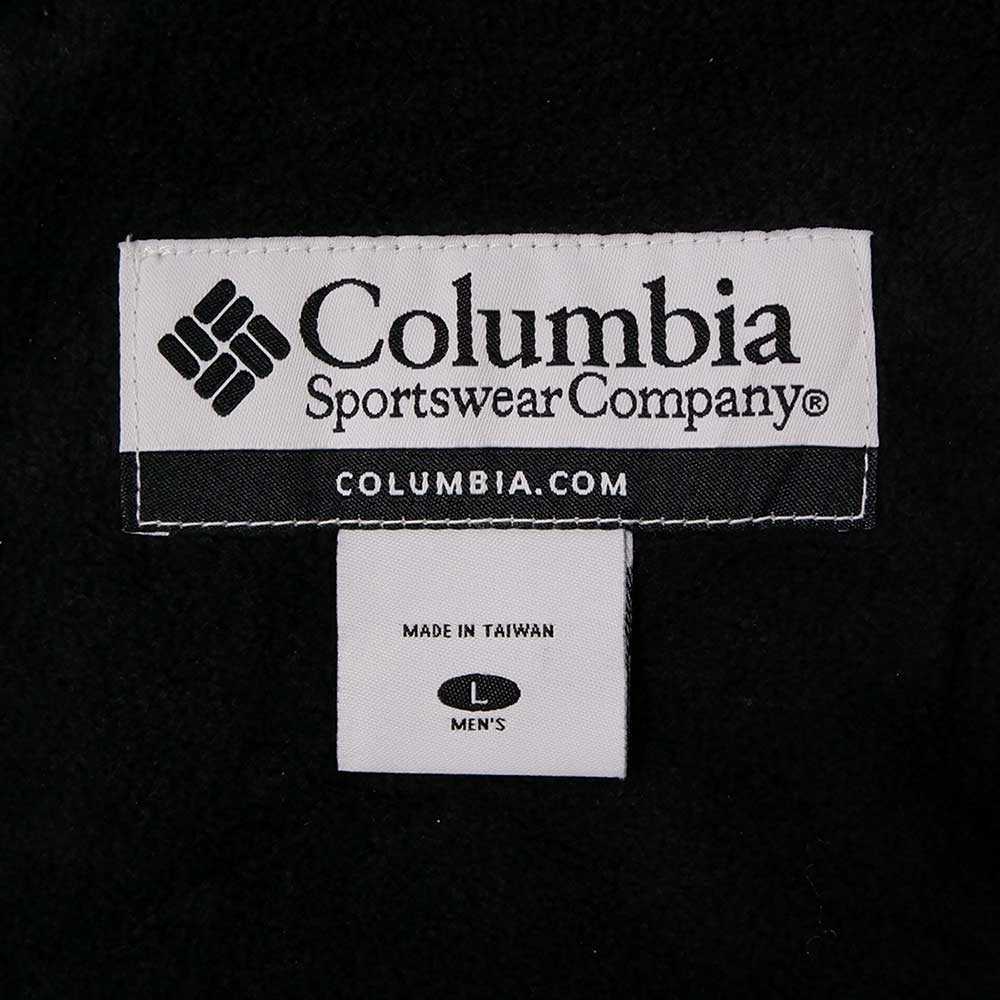 Columbia
Sportswear Company®
COLUMBIA.COM
MADE IN TAIWAN
L
MEN'S